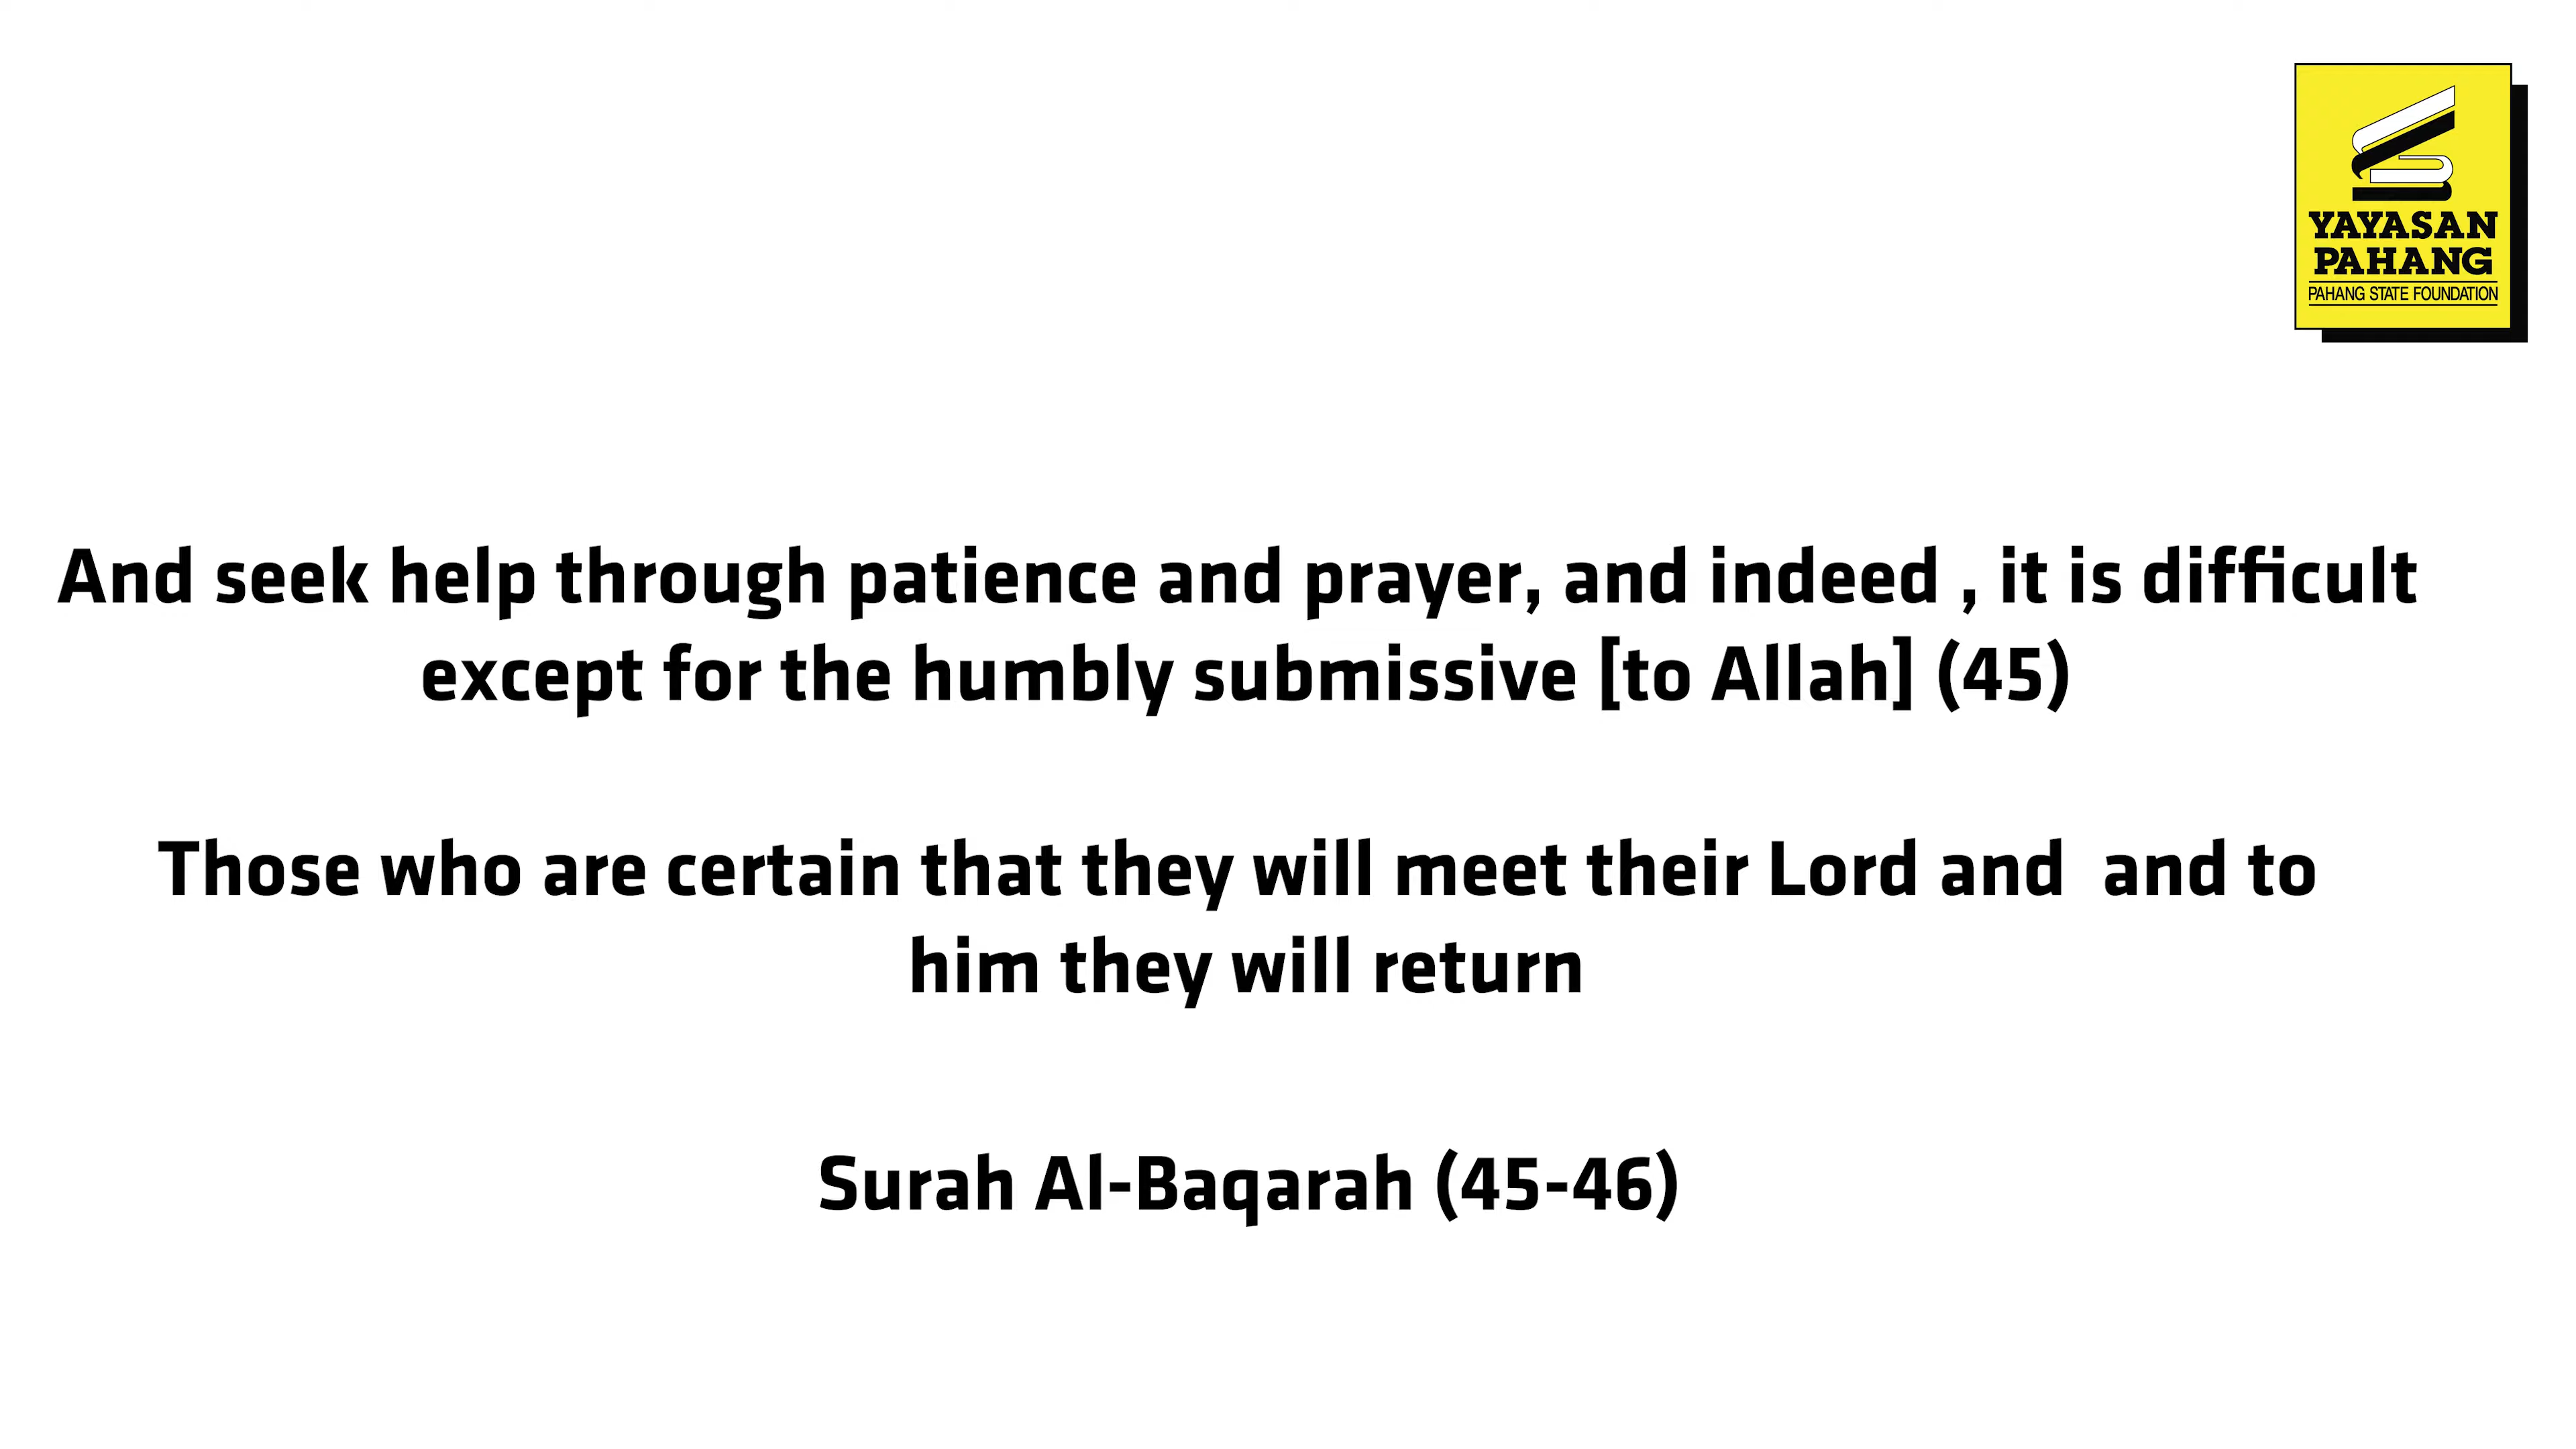 YAYASAN
PAHANG
PAHANG STATE FOUNDATION
And seek help through patience and prayer, and indeed , it is difficult
except for the humbly submissive [to Allah] (45)
Those who are certain that they will meet their Lord and  and to
him they will return
Surah Al-Baqarah (45-46)